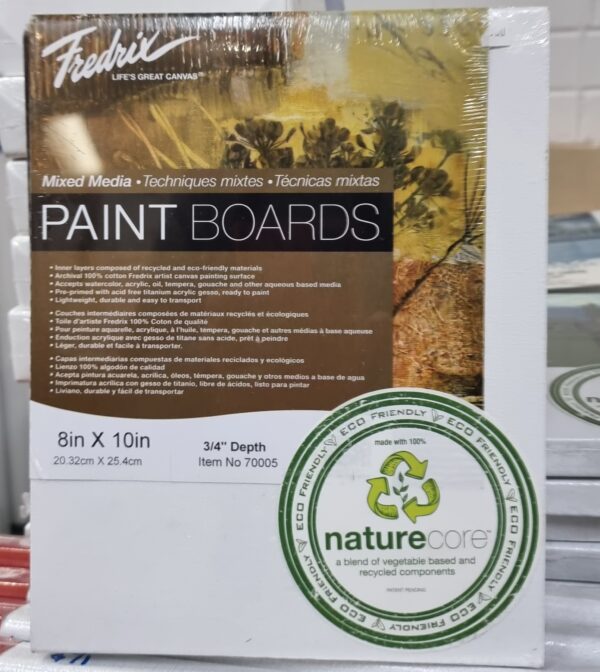 Fredrix
LIFE'S GREAT CANVAS®
Mixed Media • Techniques mixtes • Técnicas mixtas
PAINT BOARDS
• Inner layers composed of recycled and eco-friendly materials
• Archival 100% cotton Fredrix artist canvas painting surface
• Accepts watercolor, acrylic, oil, tempera, gouache and other aqueous based media
• Pre-primed with acid free titanium acrylic gesso, ready to paint
• Lightweight, durable and easy to transport
• Couches intermédiaires composées de matériaux recyclés et écologiques
• Toile d'artiste Fredrix 100% Coton de qualité
• Pour peinture aquarelle, acrylique, à l'huile, tempera, gouache et autres médias à base aqueuse
• Enduction acrylique avec gesso de titane sans acide, prêt à peindre
• Léger, durable et facile à transporter.
• Capas intermediarias compuestas de materiales reciclados y ecológicos
• Lienzo 100% algodón de calidad
• Acepta pintura acuarela, acrílica, óleos, témpera, gouache y otros medios a base de agua
• Imprimatura acrílica con gesso de titanio, libre de ácidos, listo para pintar
• Liviano, durable y fácil de transportar
8in X 10in
20.32cm X 25.4cm
3/4" Depth
Item No 70005
ECO FRIENDLY ECO FRIENDLY ECO FRIENDLY ECO FRIENDLY ECO FRIENDLY
made with 100%
naturecore™
a blend of vegetable based and
recycled components
PATENT PENDING